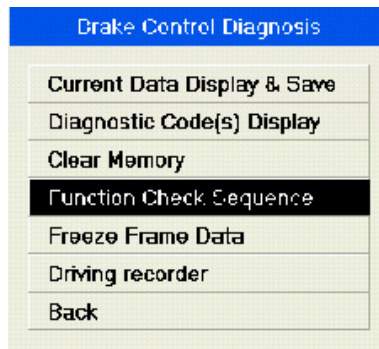 Brake Control Diagnosis
Current Data Display & Save
Diagnostic Code(s) Display
Clear Memory
Function Check Sequence
Freeze Frame Data
Driving recorder
Back